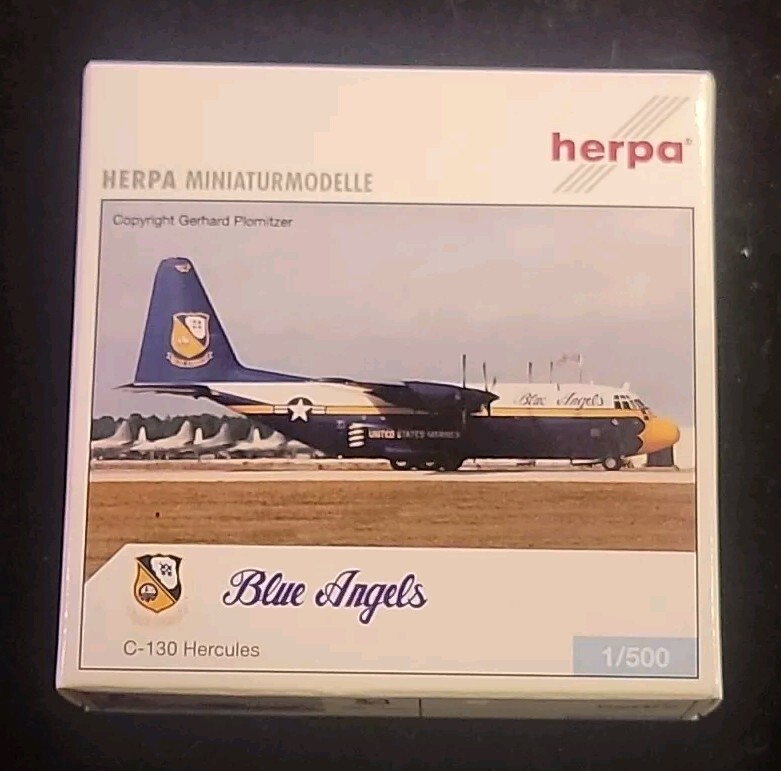 herpa®
HERPA MINIATURMODELLE
Copyright Gerhard Plomitzer
Blue Angels
UNITED STATES MARINES
Blue Angels
C-130 Hercules
1/500